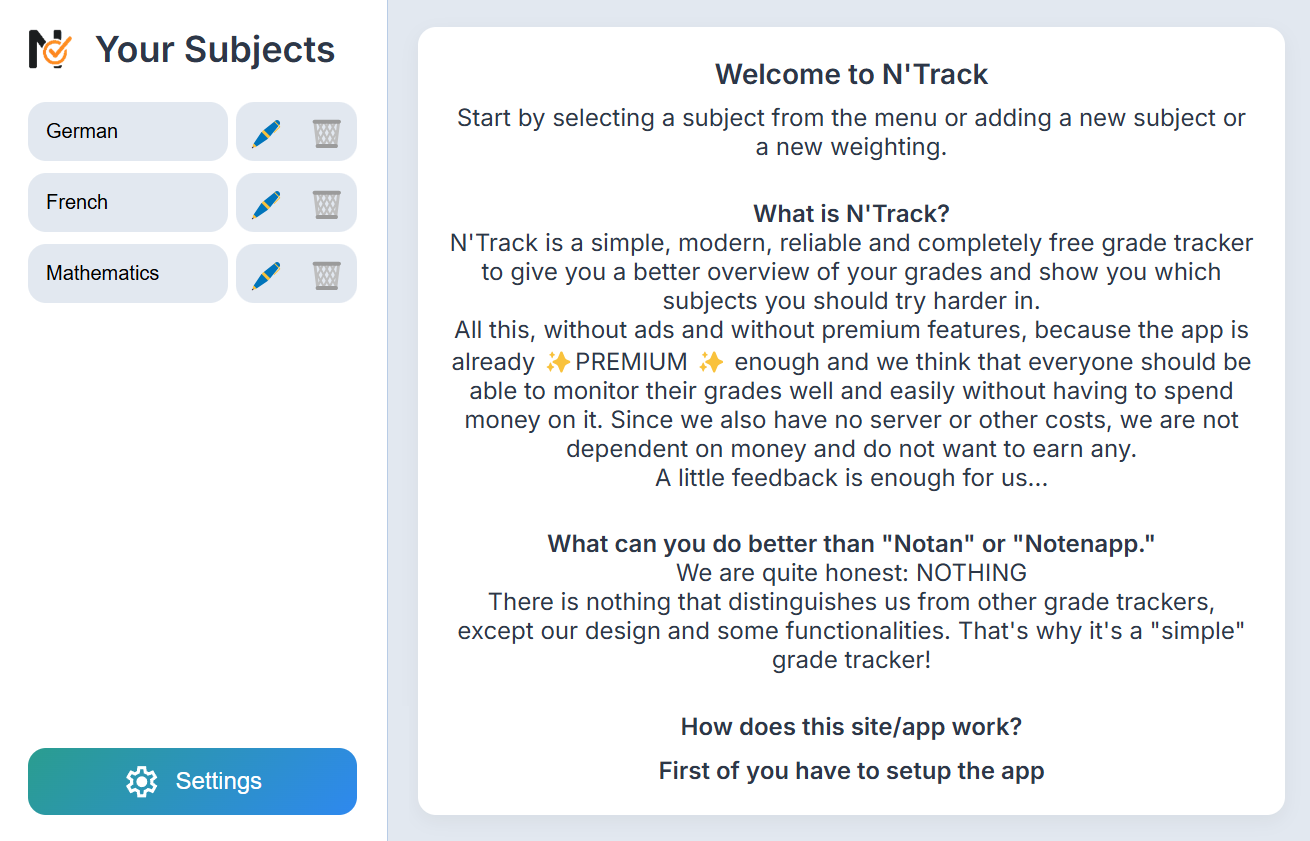 Your Subjects
German
French
Mathematics
Settings
Welcome to N'Track
Start by selecting a subject from the menu or adding a new subject or
a new weighting.
What is N'Track?
N'Track is a simple, modern, reliable and completely free grade tracker
to give you a better overview of your grades and show you which
subjects you should try harder in.
All this, without ads and without premium features, because the app is
already ✨PREMIUM ✨ enough and we think that everyone should be
able to monitor their grades well and easily without having to spend
money on it. Since we also have no server or other costs, we are not
dependent on money and do not want to earn any.
A little feedback is enough for us...
What can you do better than "Notan" or "Notenapp."
We are quite honest: NOTHING
There is nothing that distinguishes us from other grade trackers,
except our design and some functionalities. That's why it's a "simple"
grade tracker!
How does this site/app work?
First of you have to setup the app